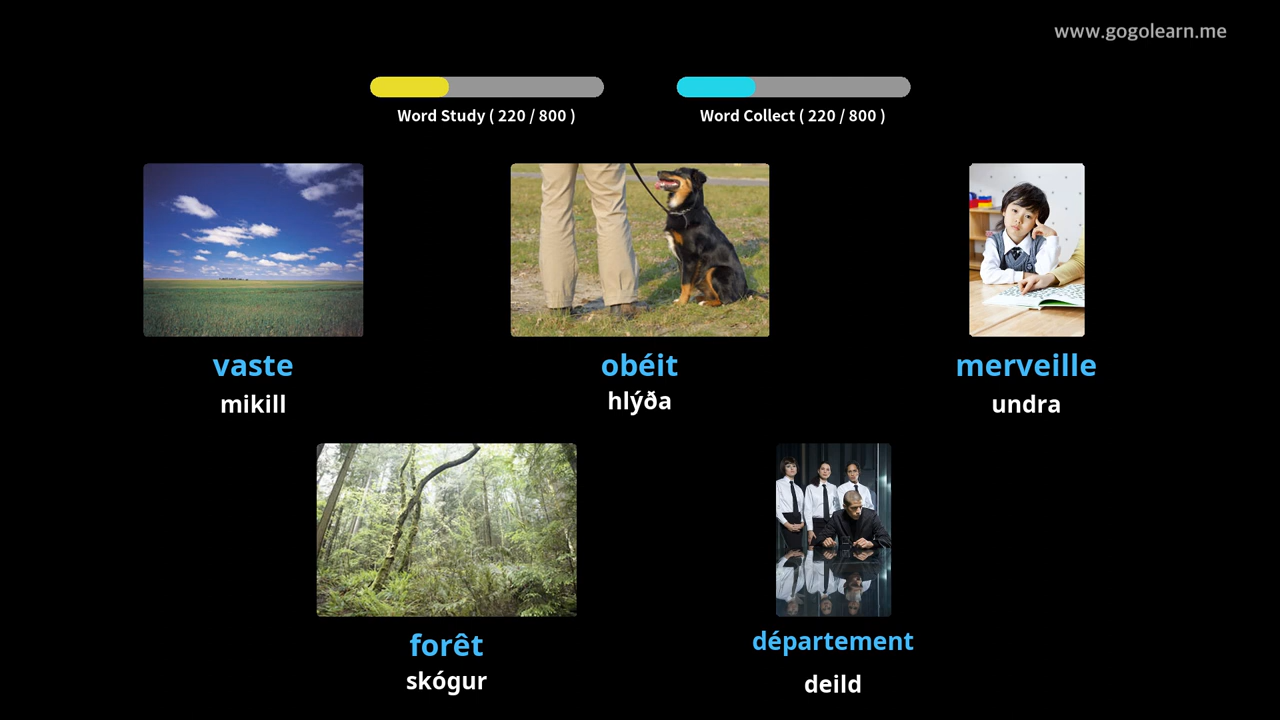 www.gogolearn.me
Word Study ( 220 / 800 )
Word Collect ( 220 / 800 )
vaste
mikill
obéit
hlýða
merveille
undra
forêt
skógur
département
deild